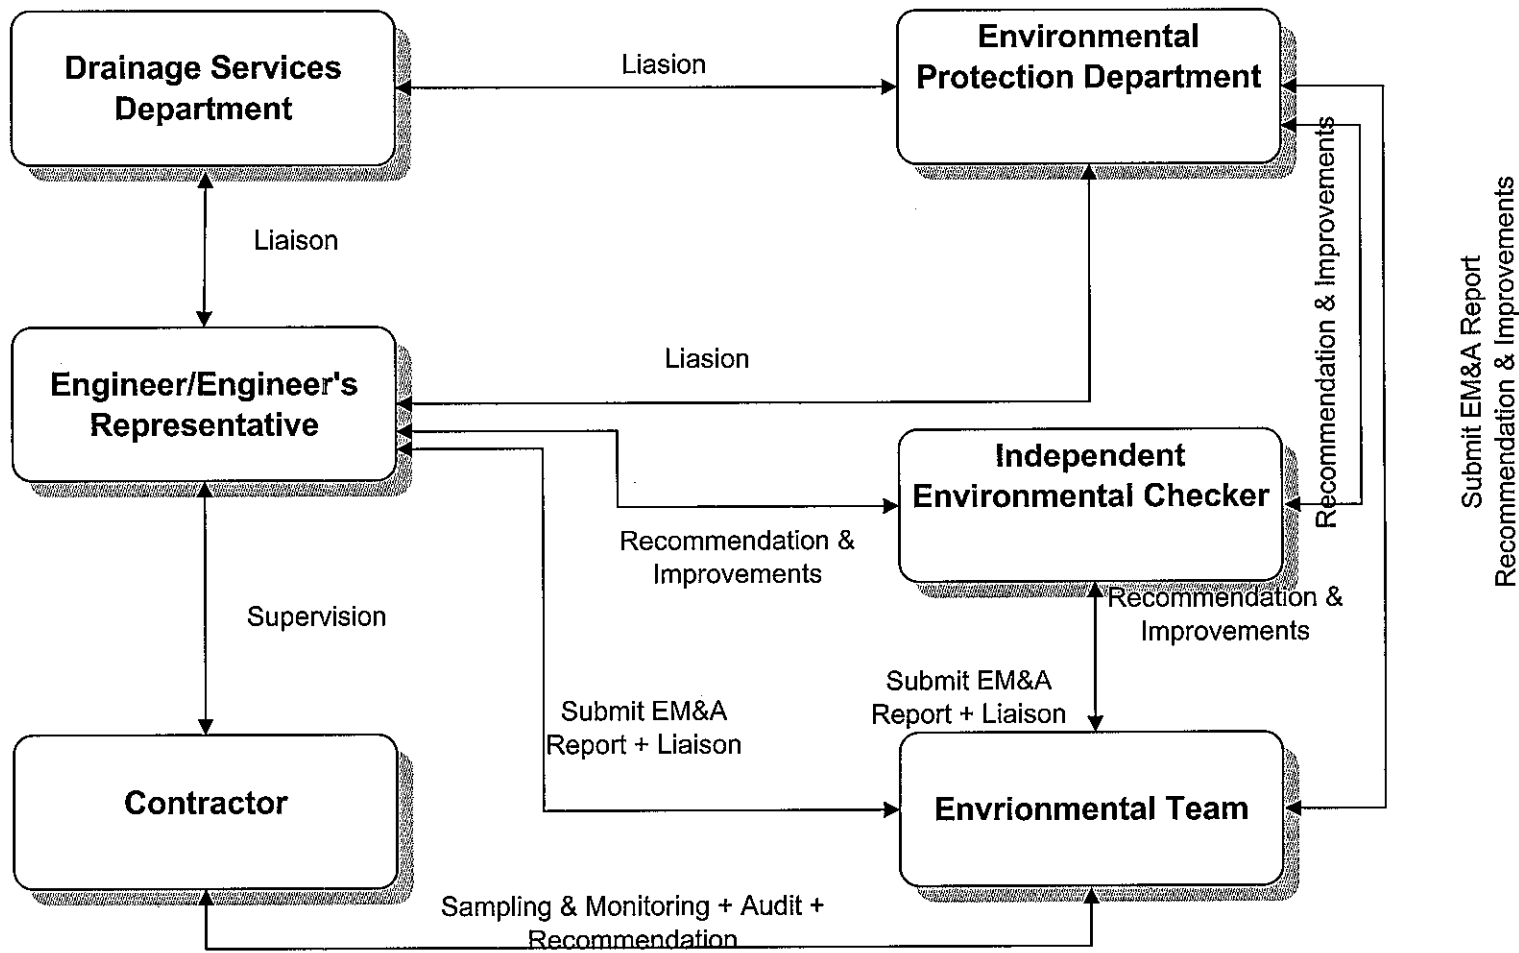 Drainage Services
Department
Liasion
Environmental
Protection Department
Liaison
Recommendation & Improvements
Submit EM&A Report
Recommendation & Improvements
Engineer/Engineer's
Representative
Liasion
Independent
Environmental Checker
Recommendation &
Improvements
Recommendation &
Improvements
Supervision
Submit EM&A
Report + Liaison
Submit EM&A
Report + Liaison
Contractor
Envrionmental Team
Sampling & Monitoring + Audit +
Recommendation